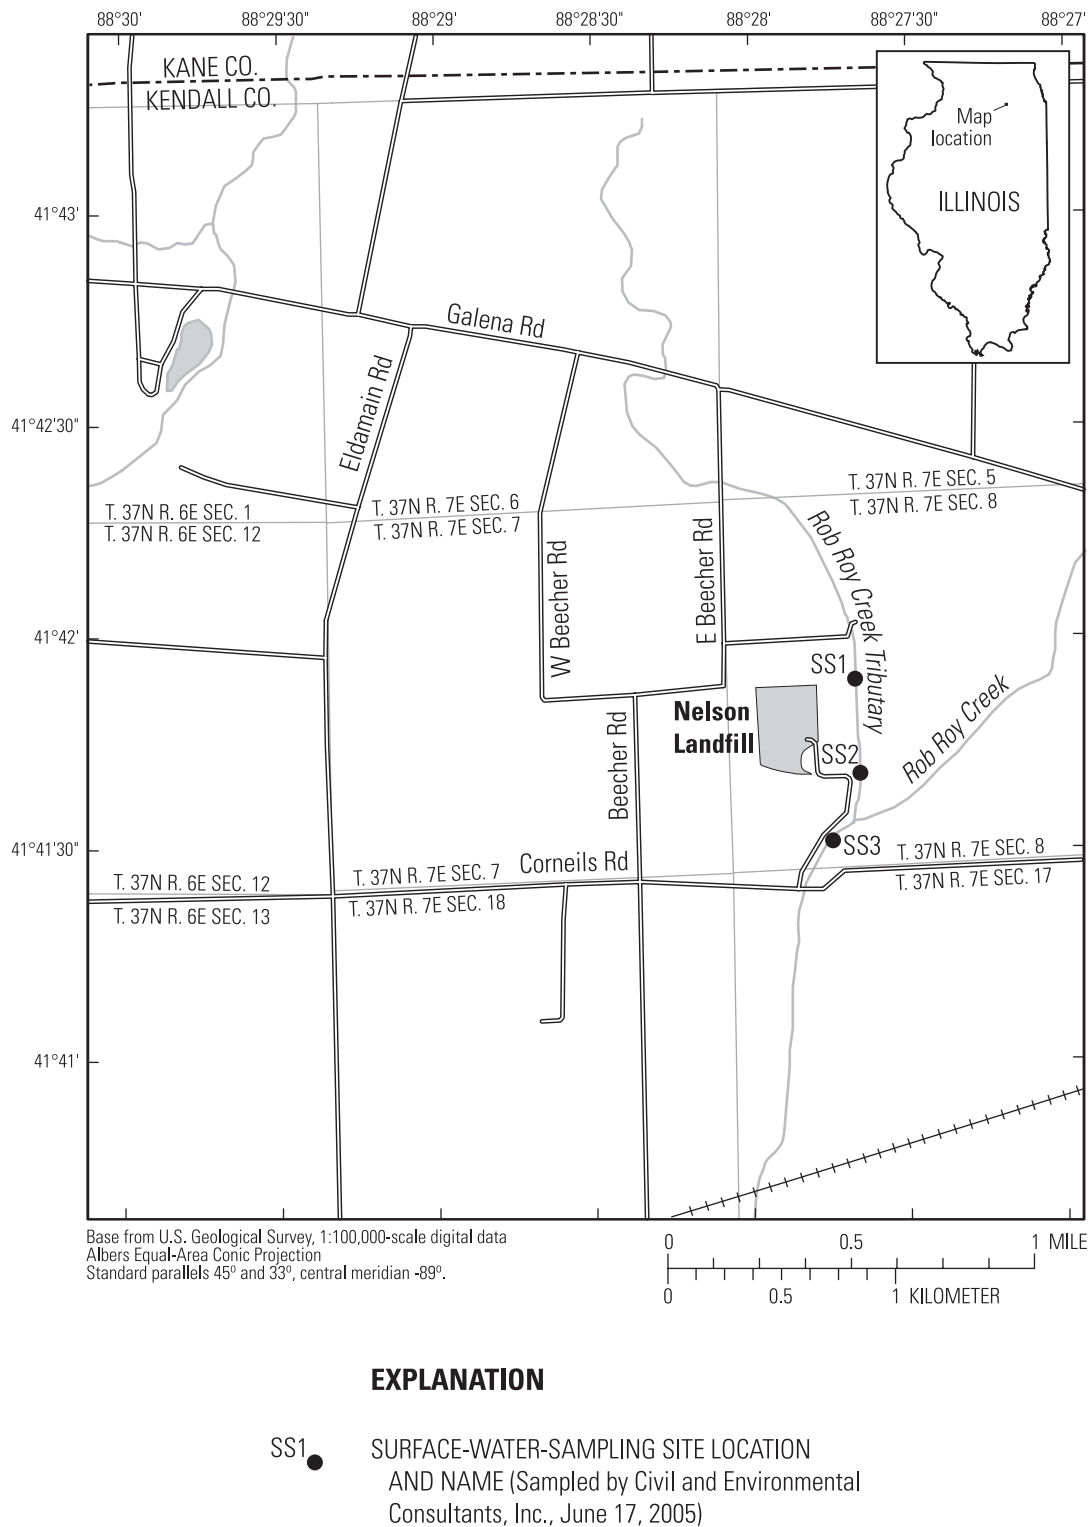 88°30' 88°29'30" 88°29' 88°28'30" 88°28' 88°27'30" 88°27'
KANE CO.
KENDALL CO.
Map
location
ILLINOIS
41°43'
Galena Rd
Eldamain Rd
41°42'30"
T. 37N R. 6E SEC. 1
T. 37N R. 6E SEC. 12
T. 37N R. 7E SEC. 6
T. 37N R. 7E SEC. 7
T. 37N R. 7E SEC. 5
T. 37N R. 7E SEC. 8
W Beecher Rd
E Beecher Rd
Rob Roy Creek Tributary
41°42'
SS1
Nelson
Landfill
Beecher Rd
SS2
Rob Roy Creek
SS3
41°41'30"
Corneils Rd
T. 37N R. 6E SEC. 12
T. 37N R. 6E SEC. 13
T. 37N R. 7E SEC. 7
T. 37N R. 7E SEC. 18
T. 37N R. 7E SEC. 8
T. 37N R. 7E SEC. 17
41°41'
Base from U.S. Geological Survey, 1:100,000-scale digital data
Albers Equal-Area Conic Projection
Standard parallels 45° and 33°, central meridian -89°.
0 0.5 1 MILE
0 0.5 1 KILOMETER
EXPLANATION
SS1
SURFACE-WATER-SAMPLING SITE LOCATION
AND NAME (Sampled by Civil and Environmental
Consultants, Inc., June 17, 2005)